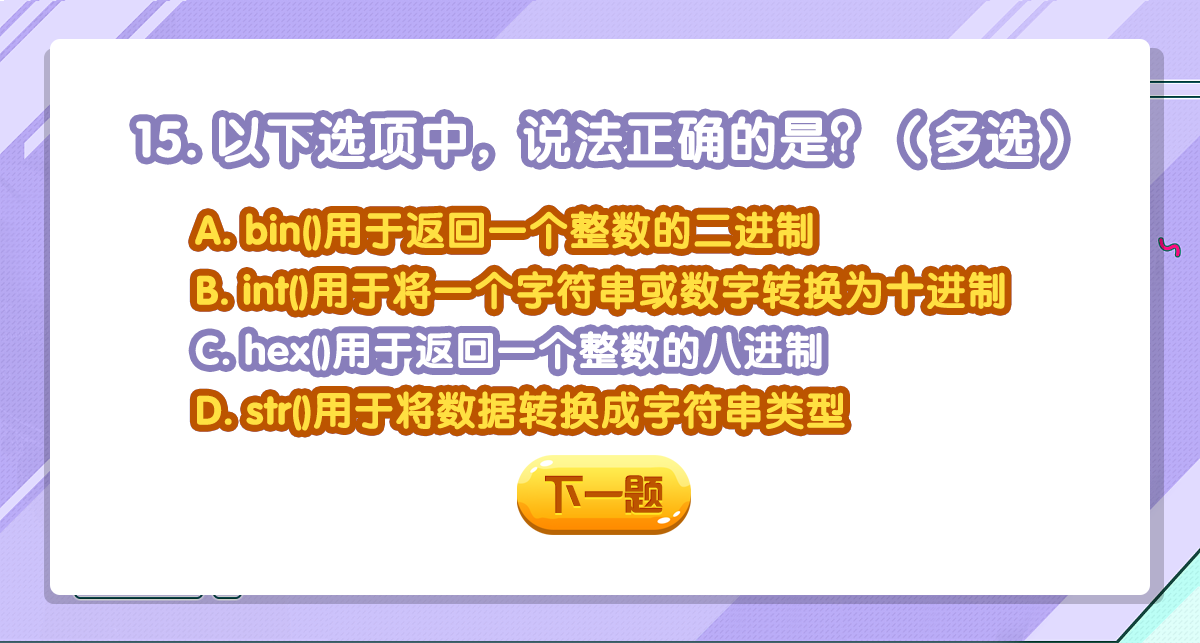 15. 以下选项中，说法正确的是？（多选）
A. bin()用于返回一个整数的二进制
B. int()用于将一个字符串或数字转换为十进制
C. hex()用于返回一个整数的八进制
D. str()用于将数据转换成字符串类型
下一题